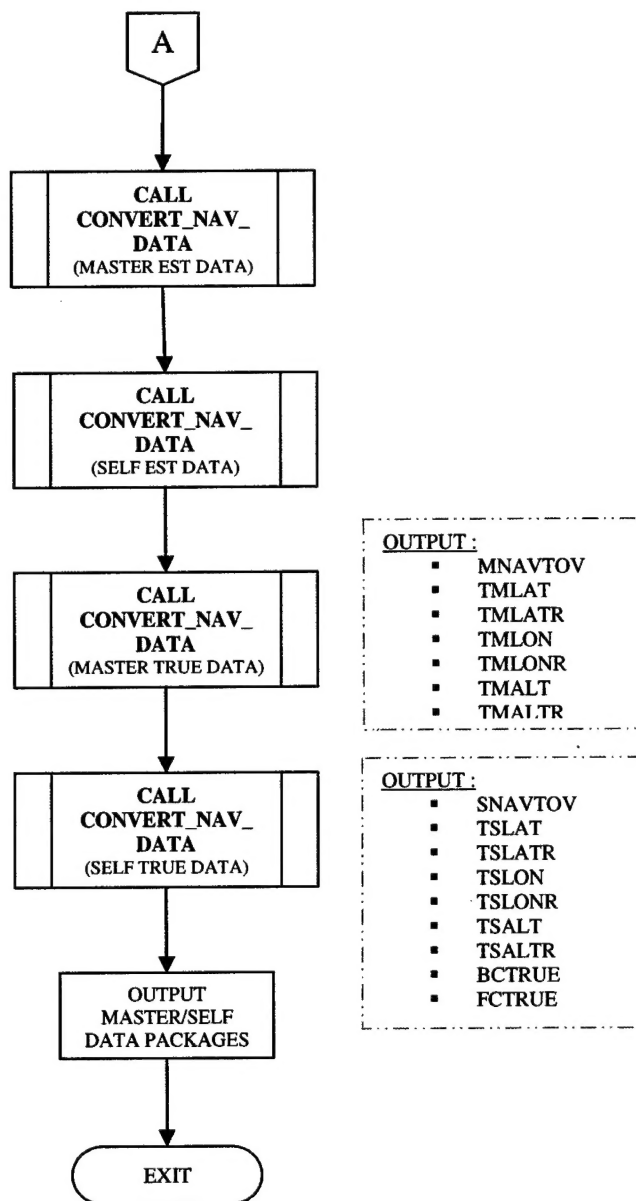 A
CALL
CONVERT_NAV_
DATA
(MASTER EST DATA)
CALL
CONVERT_NAV_
DATA
(SELF EST DATA)
CALL
CONVERT_NAV_
DATA
(MASTER TRUE DATA)
CALL
CONVERT_NAV_
DATA
(SELF TRUE DATA)
OUTPUT
MASTER/SELF
DATA PACKAGES
EXIT
OUTPUT :
▪ MNAVTOV
▪ TMLAT
▪ TMLATR
▪ TMLON
▪ TMLONR
▪ TMALT
▪ TMALTR
OUTPUT :
▪ SNAVTOV
▪ TSLAT
▪ TSLATR
▪ TSLON
▪ TSLONR
▪ TSALT
▪ TSALTR
▪ BCTRUE
▪ FCTRUE